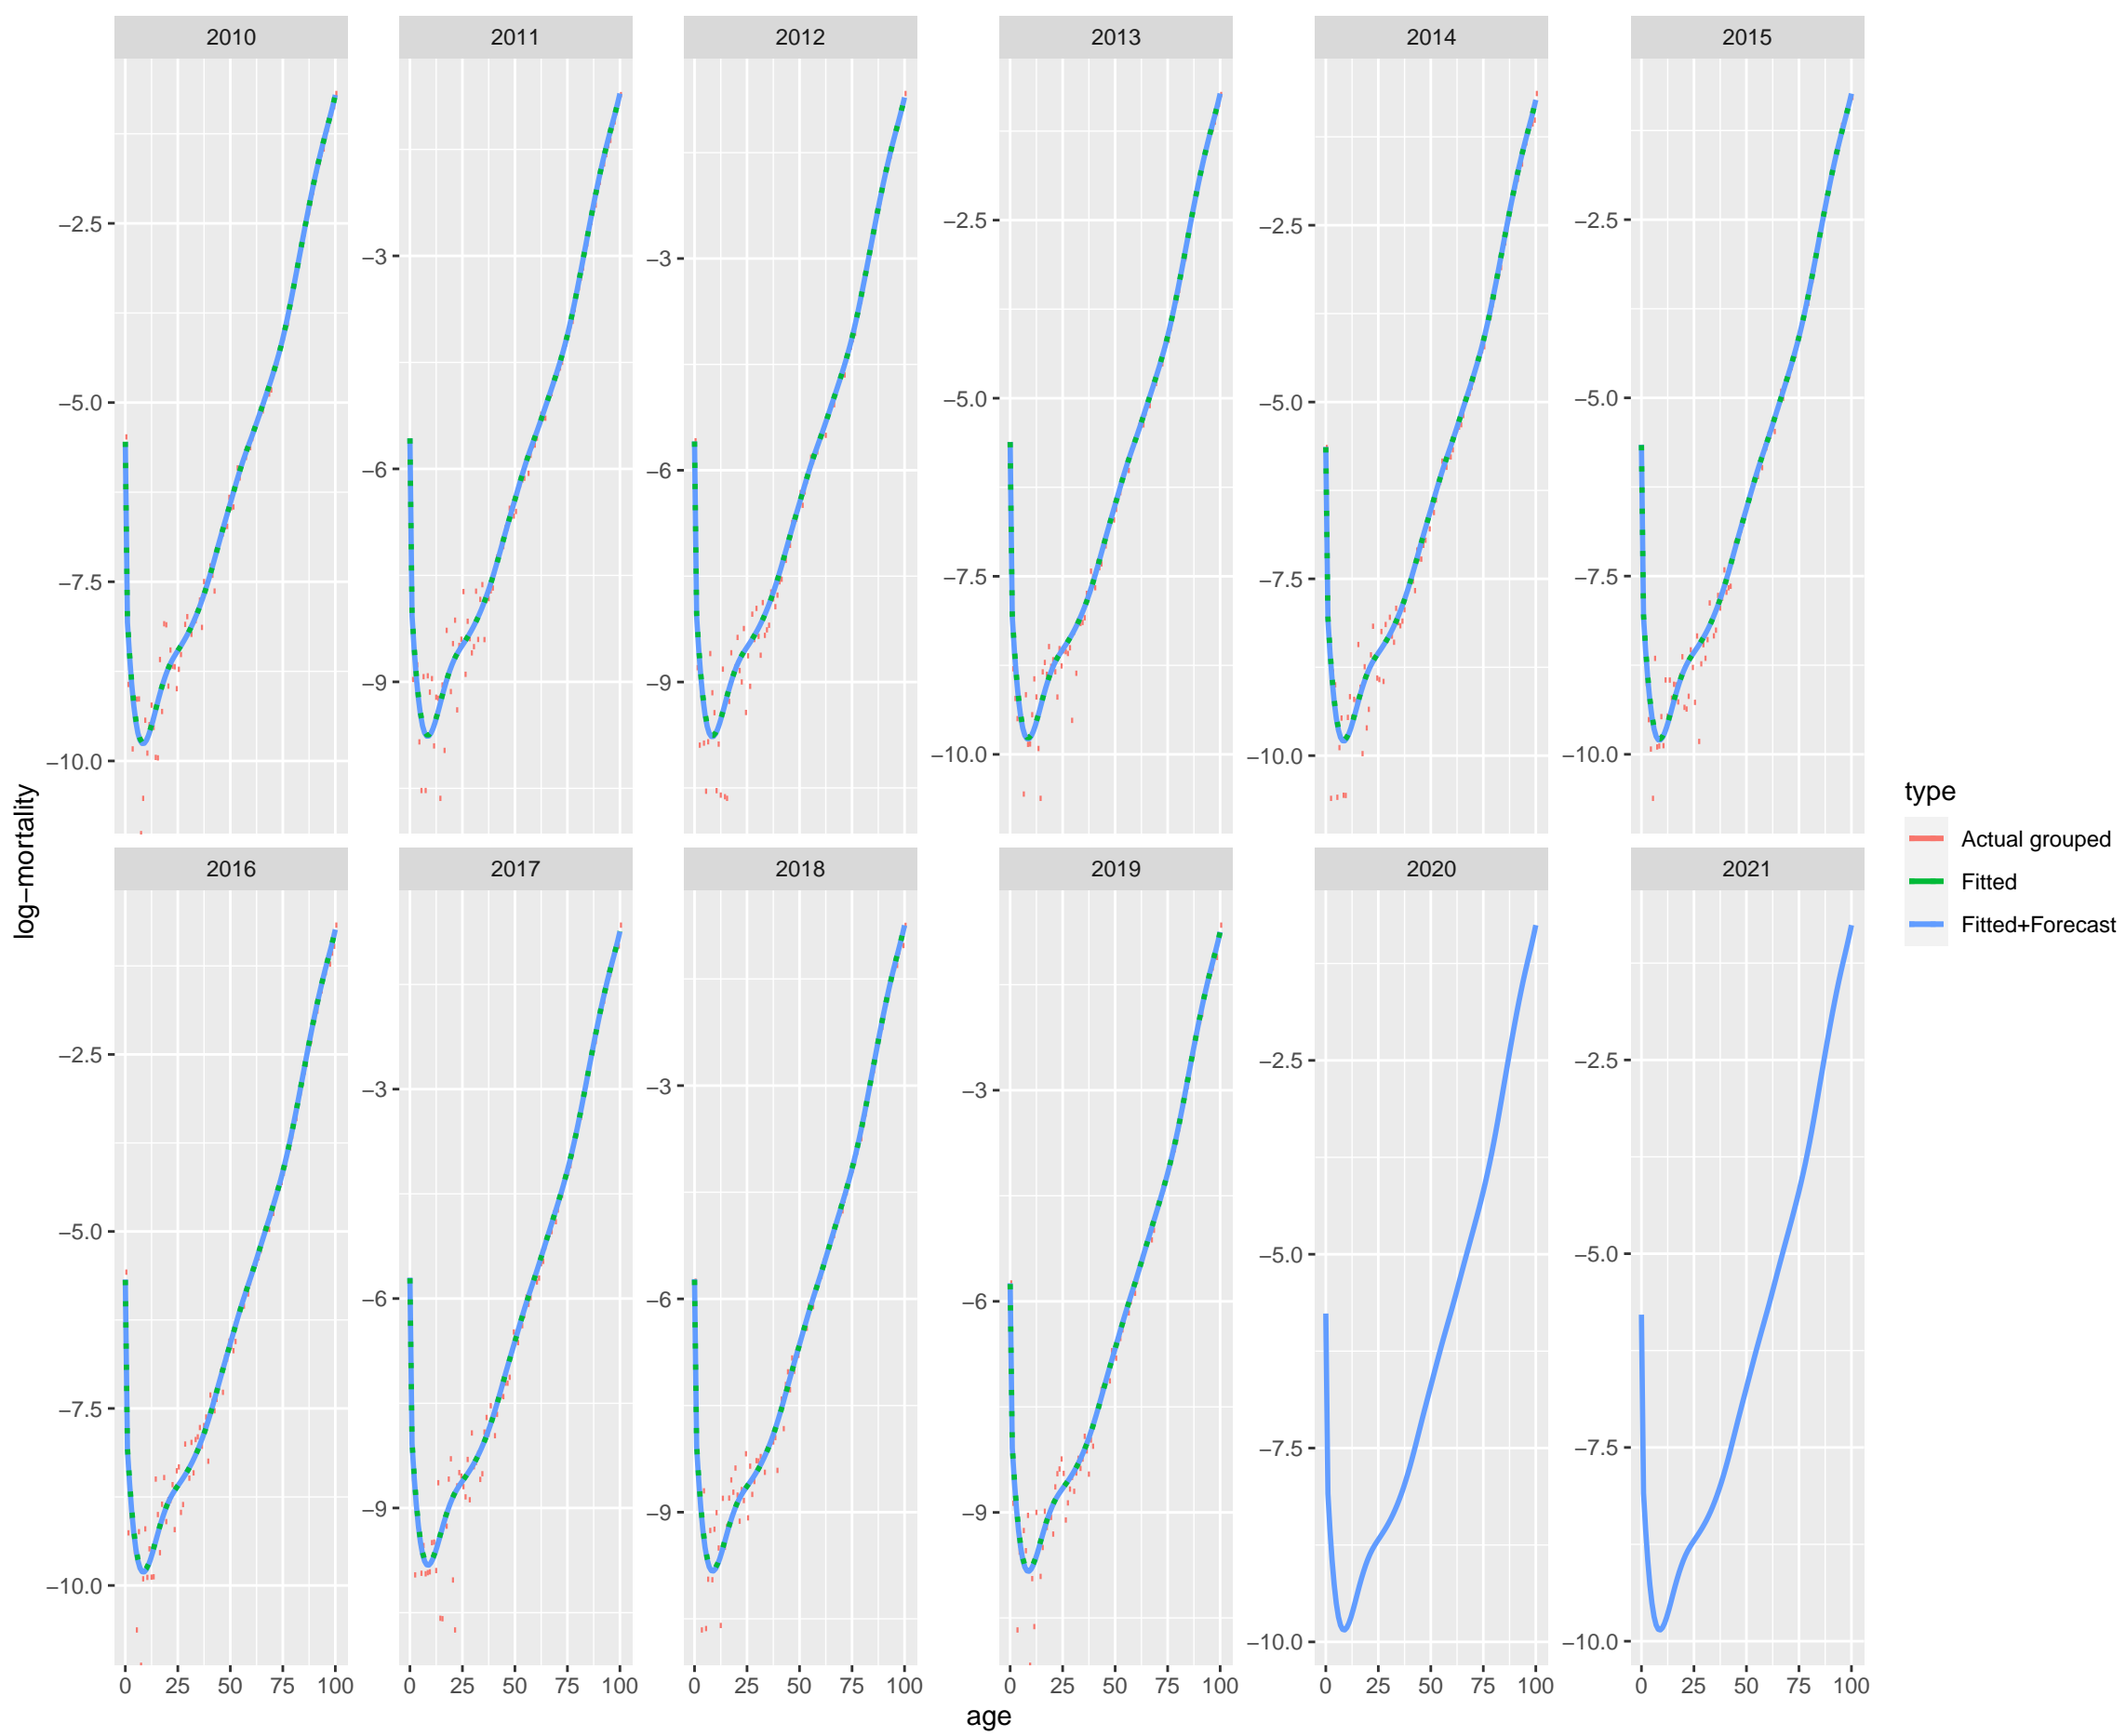 2010 2011 2012 2013 2014 2015
−2.5 −5.0 −7.5 −10.0
−3 −6 −9
−3 −6 −9
−2.5 −5.0 −7.5 −10.0
−2.5 −5.0 −7.5 −10.0
−2.5 −5.0 −7.5 −10.0
log−mortality
type
Actual grouped
Fitted
Fitted+Forecast
2016 2017 2018 2019 2020 2021
−2.5 −5.0 −7.5 −10.0
−3 −6 −9
−3 −6 −9
−3 −6 −9
−2.5 −5.0 −7.5 −10.0
−2.5 −5.0 −7.5 −10.0
0 25 50 75 100 0 25 50 75 100 0 25 50 75 100 0 25 50 75 100 0 25 50 75 100 0 25 50 75 100
age